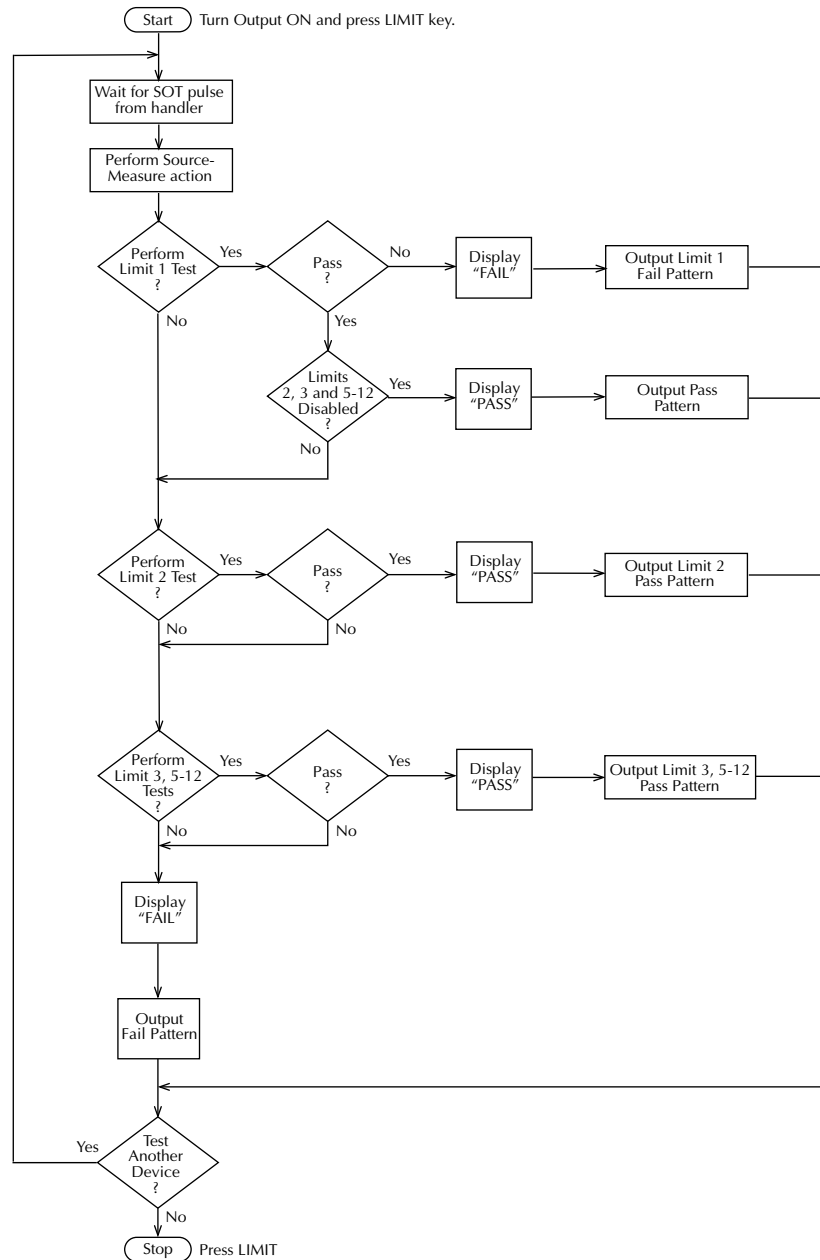 Start
Turn Output ON and press LIMIT key.
Wait for SOT pulse
from handler
Perform Source-
Measure action
Perform
Limit 1 Test
?
Yes
Pass
?
No
Display
“FAIL”
Output Limit 1
Fail Pattern
No
Yes
Limits
2, 3 and 5-12
Disabled
?
Yes
Display
“PASS”
Output Pass
Pattern
No
Perform
Limit 2 Test
?
Yes
Pass
?
Yes
Display
“PASS”
Output Limit 2
Pass Pattern
No
No
Perform
Limit 3, 5-12
Tests
?
Yes
Pass
?
Yes
Display
“PASS”
Output Limit 3, 5-12
Pass Pattern
No
No
Display
“FAIL”
Output
Fail Pattern
Yes
Test
Another
Device
?
No
Stop
Press LIMIT